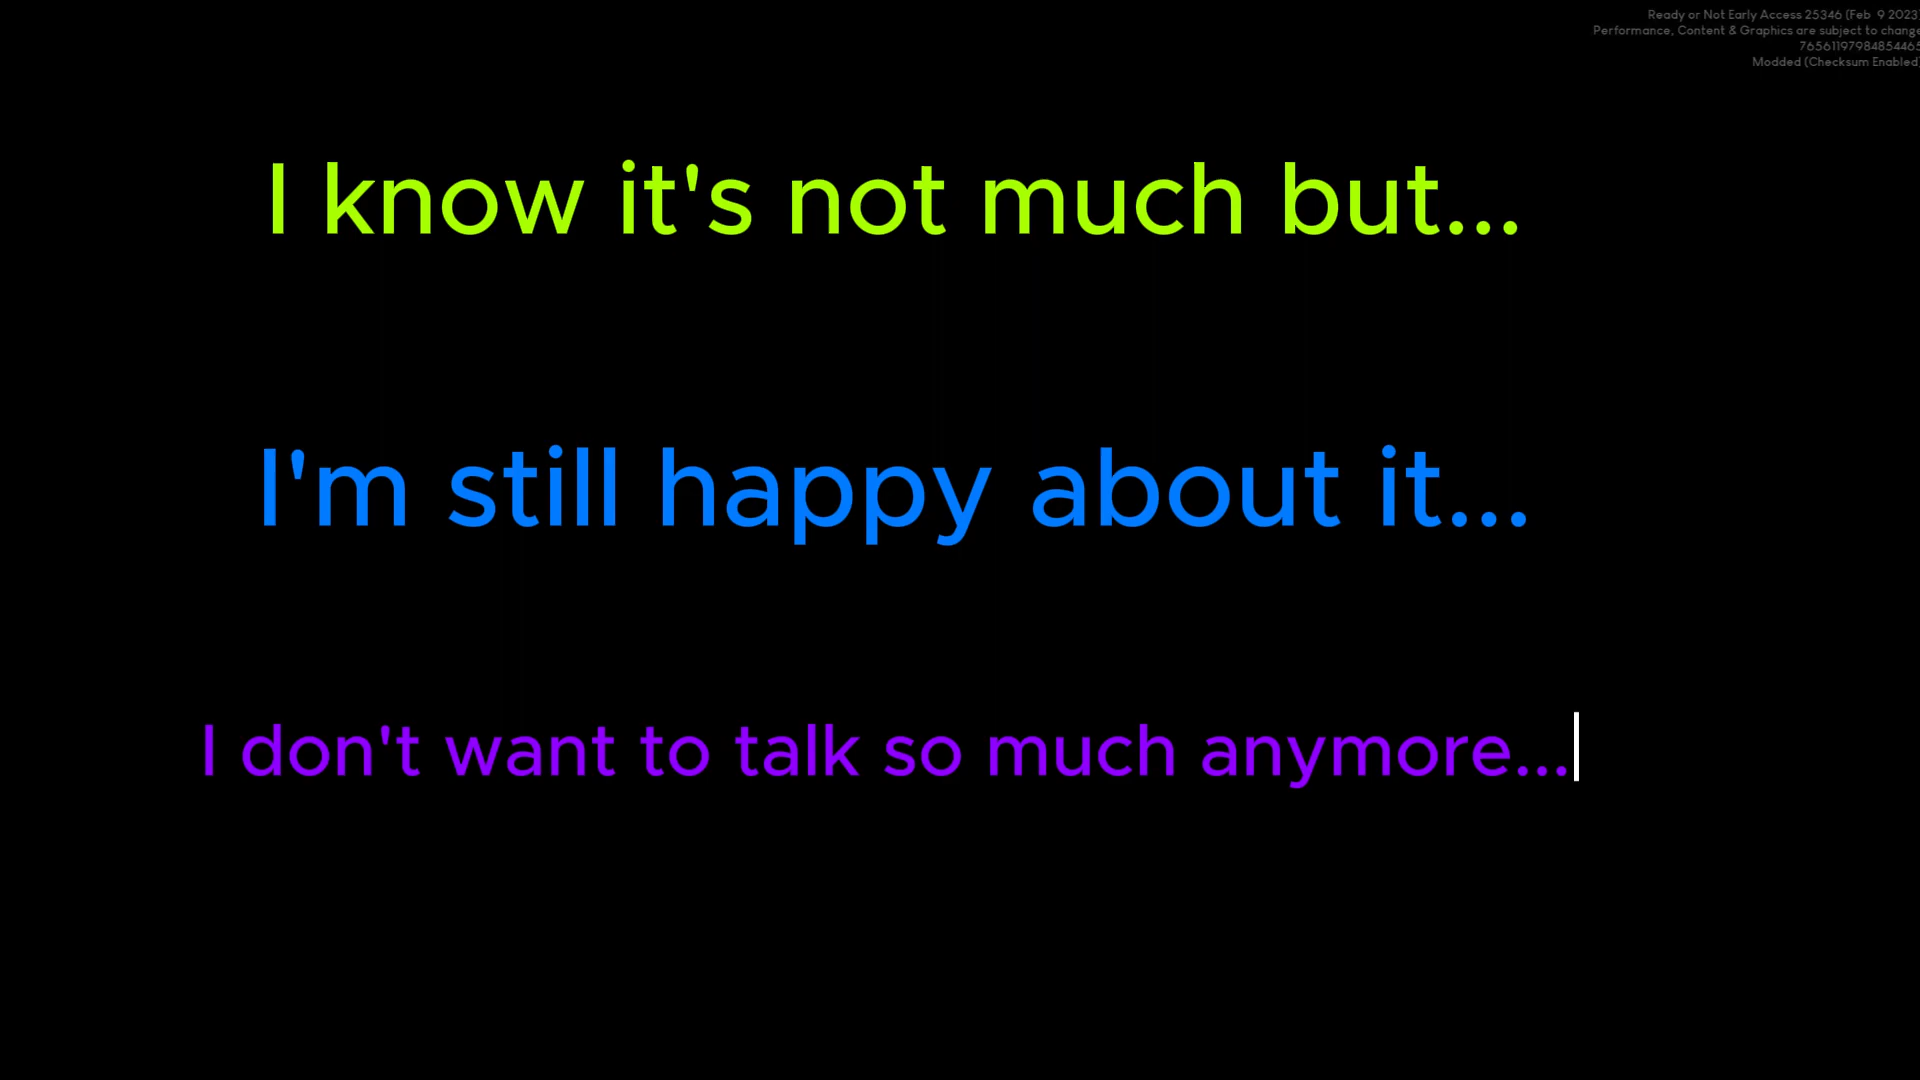 Ready or Not Early Access 25346 (Feb  9 2023)
Performance, Content & Graphics are subject to change
76561197984854465
Modded (Checksum Enabled)
I know it's not much but...
I'm still happy about it...
I don't want to talk so much anymore...